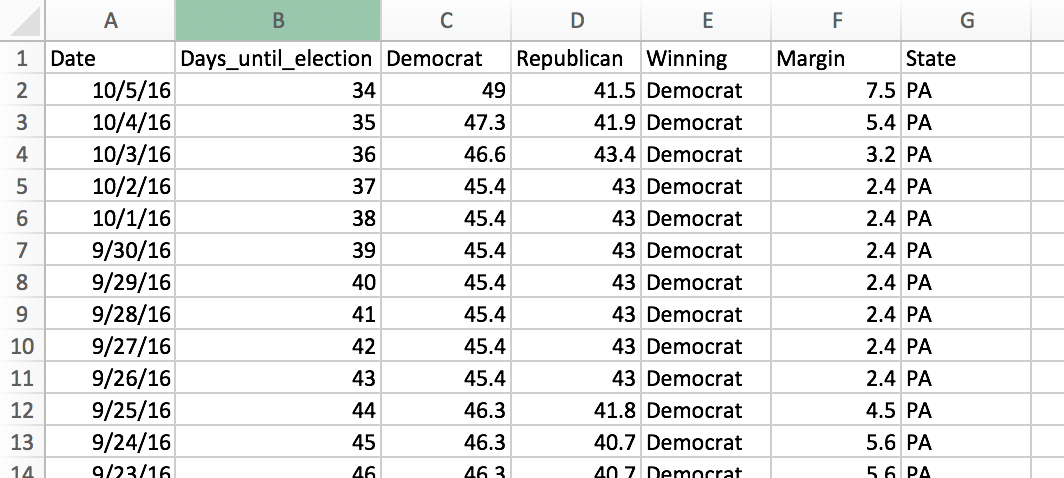 A B C D E F G
1 Date Days_until_election Democrat Republican Winning Margin State
2 10/5/16 34 49 41.5 Democrat 7.5 PA
3 10/4/16 35 47.3 41.9 Democrat 5.4 PA
4 10/3/16 36 46.6 43.4 Democrat 3.2 PA
5 10/2/16 37 45.4 43 Democrat 2.4 PA
6 10/1/16 38 45.4 43 Democrat 2.4 PA
7 9/30/16 39 45.4 43 Democrat 2.4 PA
8 9/29/16 40 45.4 43 Democrat 2.4 PA
9 9/28/16 41 45.4 43 Democrat 2.4 PA
10 9/27/16 42 45.4 43 Democrat 2.4 PA
11 9/26/16 43 45.4 43 Democrat 2.4 PA
12 9/25/16 44 46.3 41.8 Democrat 4.5 PA
13 9/24/16 45 46.3 40.7 Democrat 5.6 PA
14 9/23/16 46 46.3 40.7 Democrat 5.6 PA